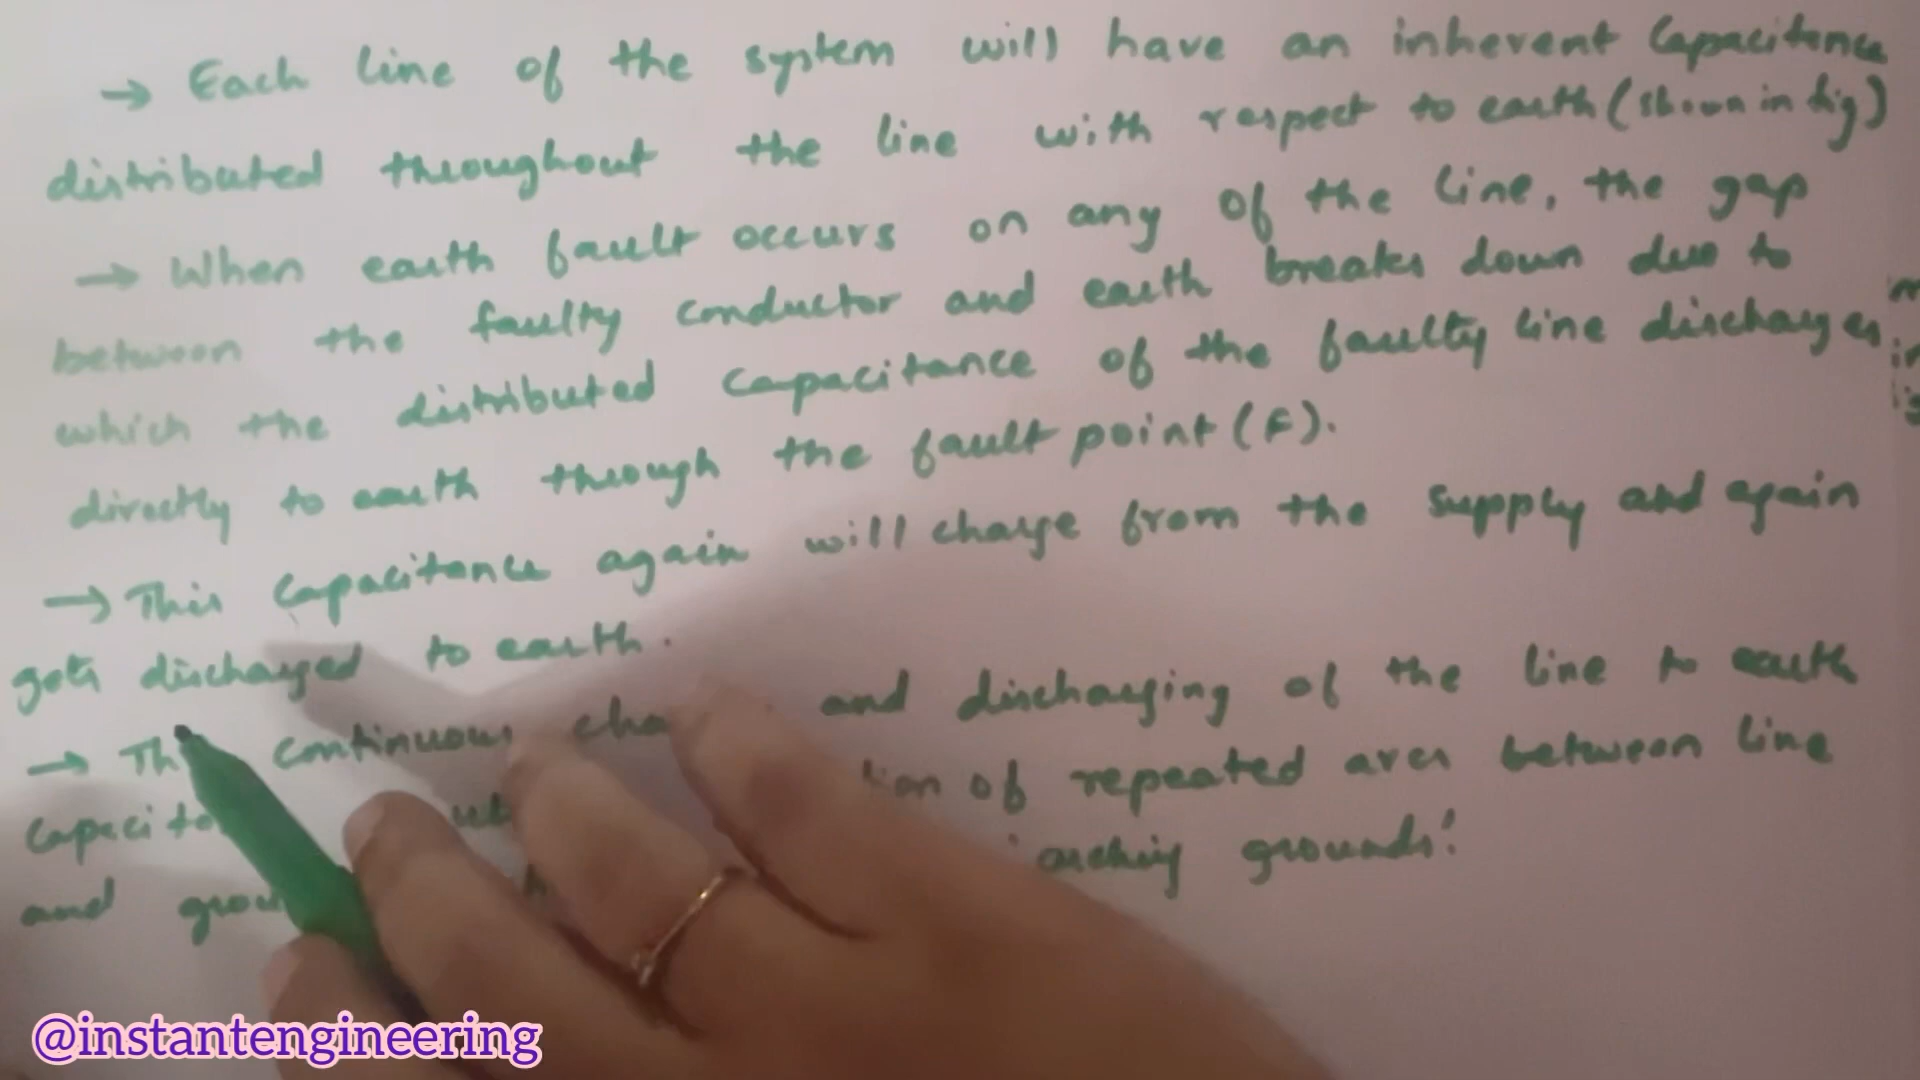 → Each line of the system will have an inherent Capacitance
distributed throughout the line with respect to earth (shown in fig)
→ When earth fault occurs on any of the line, the gap
between the faulty conductor and earth breaks down due to
which the distributed capacitance of the faulty line discharges
directly to earth through the fault point (F).
→ This capacitance again will charge from the supply and again
gets discharged to earth.
→ continuous and discharging of the line to earth
of repeated arcs between line
and arching grounds!
@instantengineering